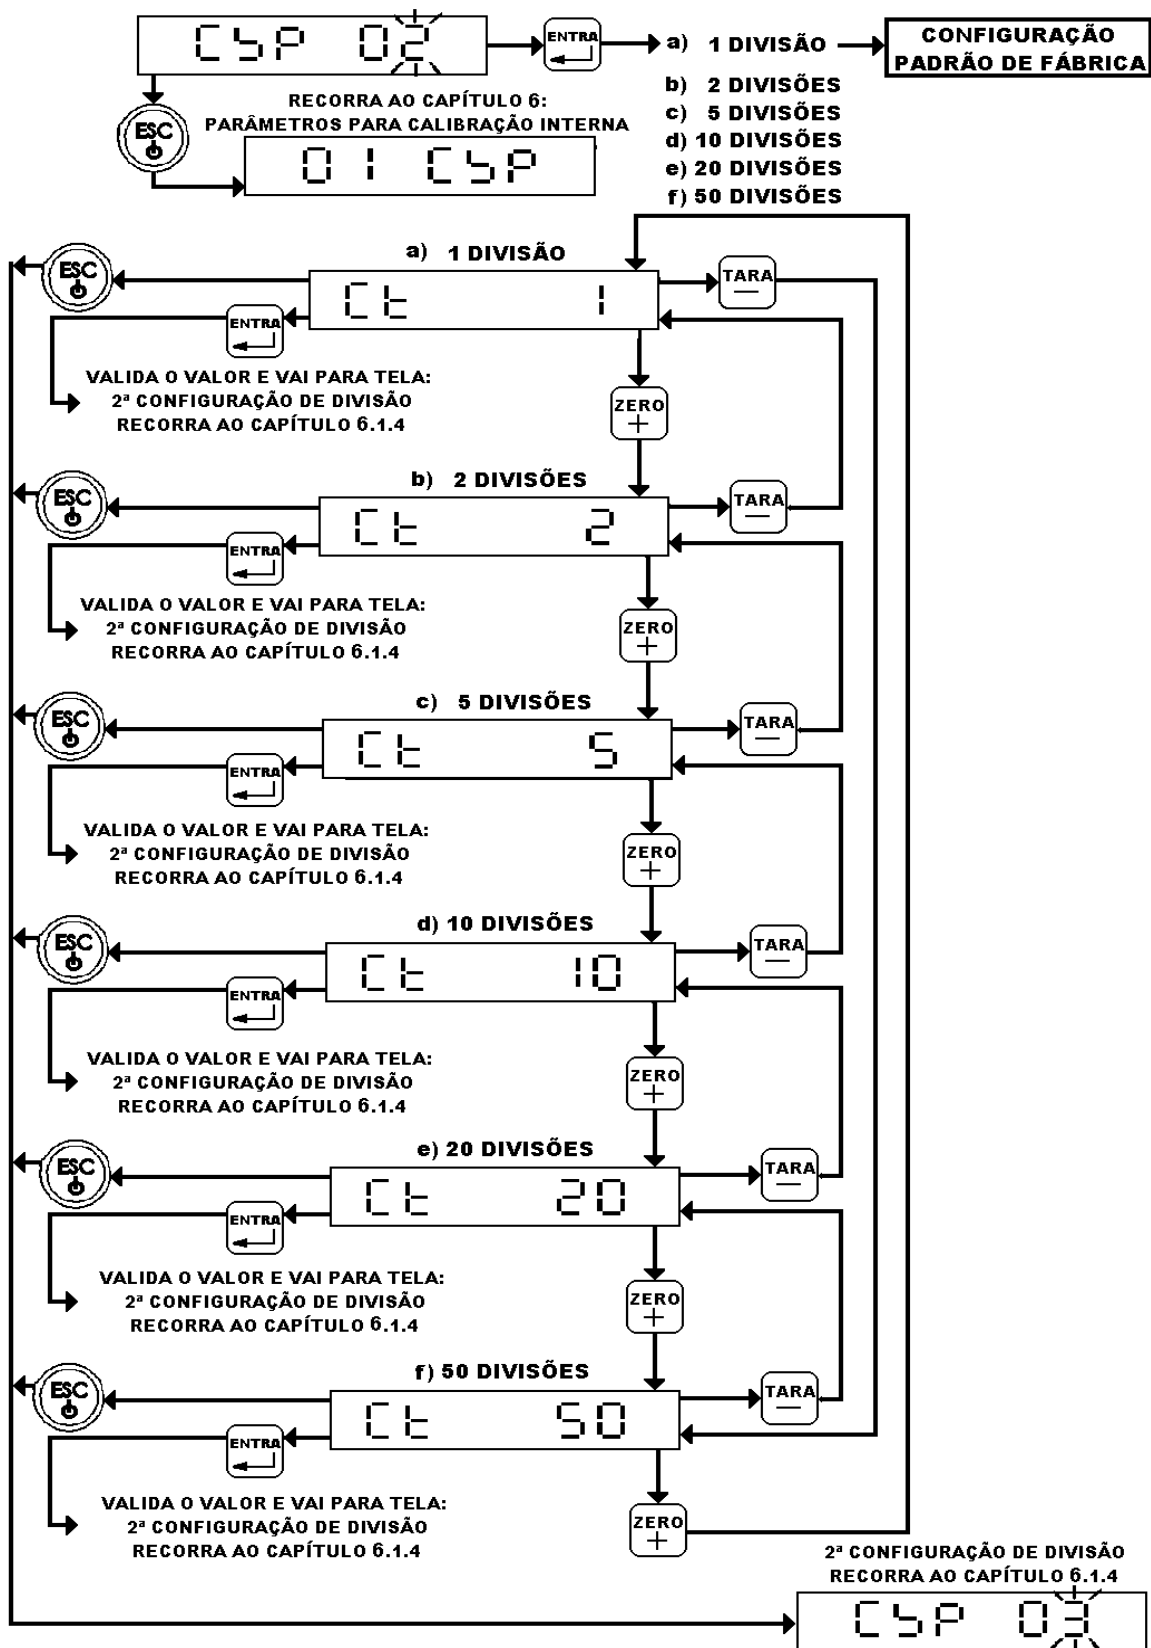 CSP 02
ENTRA
a) 1 DIVISÃO
CONFIGURAÇÃO
PADRÃO DE FÁBRICA
b) 2 DIVISÕES
c) 5 DIVISÕES
d) 10 DIVISÕES
e) 20 DIVISÕES
f) 50 DIVISÕES
ESC
RECORRA AO CAPÍTULO 6:
PARÂMETROS PARA CALIBRAÇÃO INTERNA
01 CSP
a) 1 DIVISÃO
ESC
Ct 1
TARA
−
ENTRA
VALIDA O VALOR E VAI PARA TELA:
2ª CONFIGURAÇÃO DE DIVISÃO
RECORRA AO CAPÍTULO 6.1.4
ZERO
+
b) 2 DIVISÕES
ESC
Ct 2
TARA
−
ENTRA
VALIDA O VALOR E VAI PARA TELA:
2ª CONFIGURAÇÃO DE DIVISÃO
RECORRA AO CAPÍTULO 6.1.4
ZERO
+
c) 5 DIVISÕES
ESC
Ct 5
TARA
−
ENTRA
VALIDA O VALOR E VAI PARA TELA:
2ª CONFIGURAÇÃO DE DIVISÃO
RECORRA AO CAPÍTULO 6.1.4
ZERO
+
d) 10 DIVISÕES
ESC
Ct 10
TARA
−
ENTRA
VALIDA O VALOR E VAI PARA TELA:
2ª CONFIGURAÇÃO DE DIVISÃO
RECORRA AO CAPÍTULO 6.1.4
ZERO
+
e) 20 DIVISÕES
ESC
Ct 20
TARA
−
ENTRA
VALIDA O VALOR E VAI PARA TELA:
2ª CONFIGURAÇÃO DE DIVISÃO
RECORRA AO CAPÍTULO 6.1.4
ZERO
+
f) 50 DIVISÕES
ESC
Ct 50
TARA
−
ENTRA
VALIDA O VALOR E VAI PARA TELA:
2ª CONFIGURAÇÃO DE DIVISÃO
RECORRA AO CAPÍTULO 6.1.4
ZERO
+
2ª CONFIGURAÇÃO DE DIVISÃO
RECORRA AO CAPÍTULO 6.1.4
CSP 03